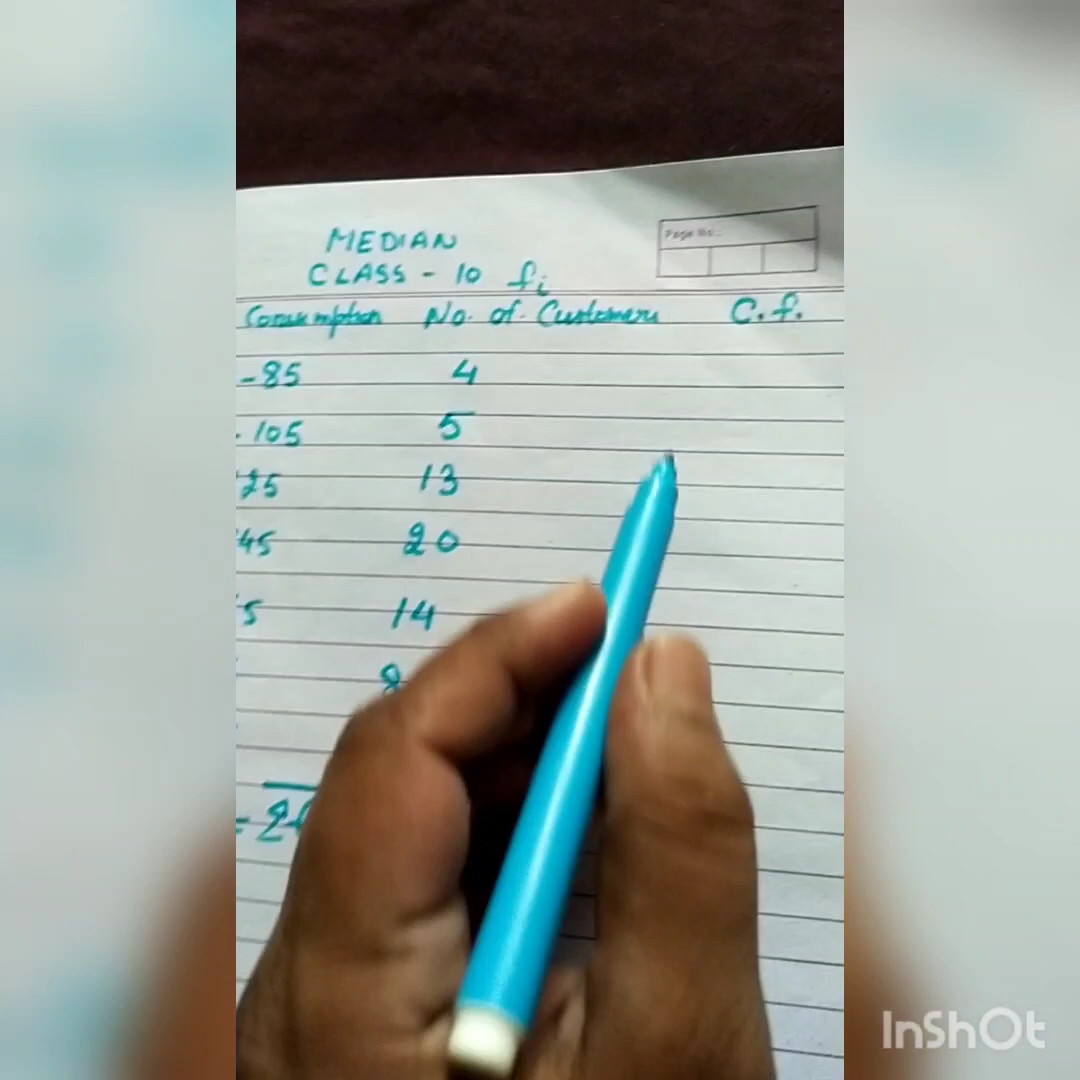 MEDIAN
Page No.:
CLASS - 10 fi
Consumption No. of Customers C.f.
-85 4
-105 5
25 13
45 20
5 14
8
InShOt